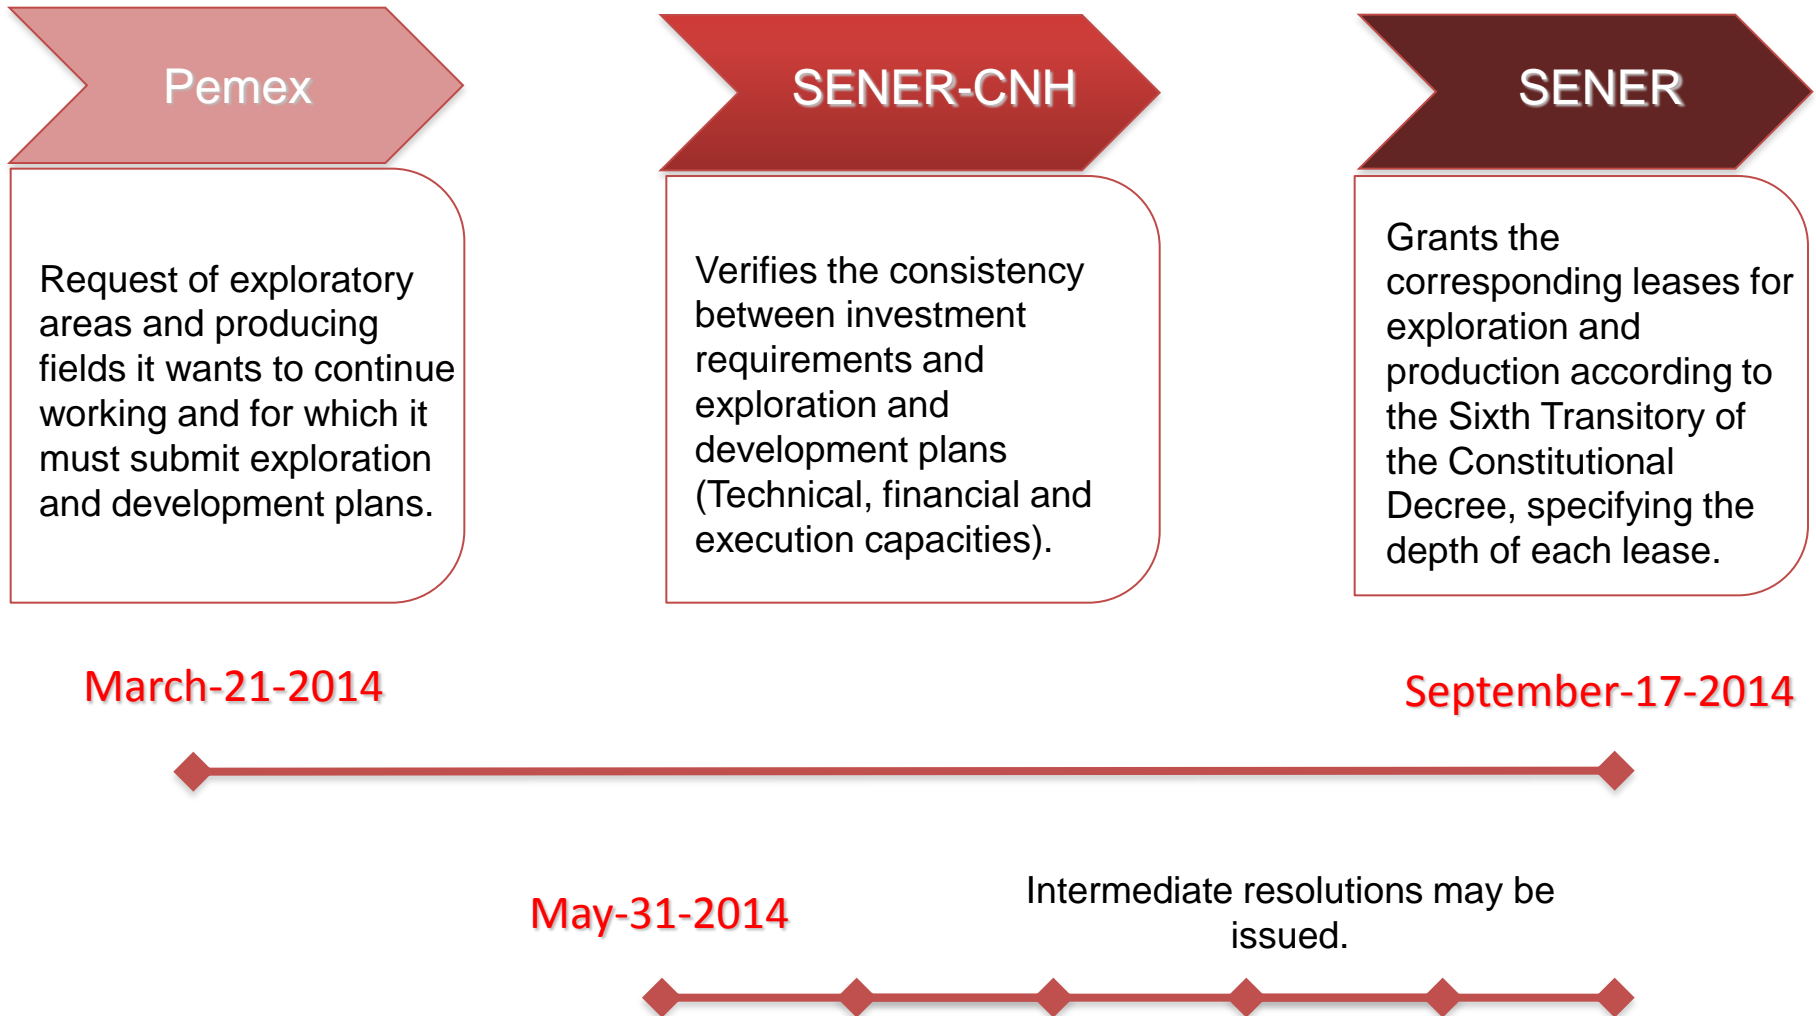 Pemex
Request of exploratory
areas and producing
fields it wants to continue
working and for which it
must submit exploration
and development plans.
SENER-CNH
Verifies the consistency
between investment
requirements and
exploration and
development plans
(Technical, financial and
execution capacities).
SENER
Grants the
corresponding leases for
exploration and
production according to
the Sixth Transitory of
the Constitutional
Decree, specifying the
depth of each lease.
March-21-2014
September-17-2014
May-31-2014
Intermediate resolutions may be
issued.